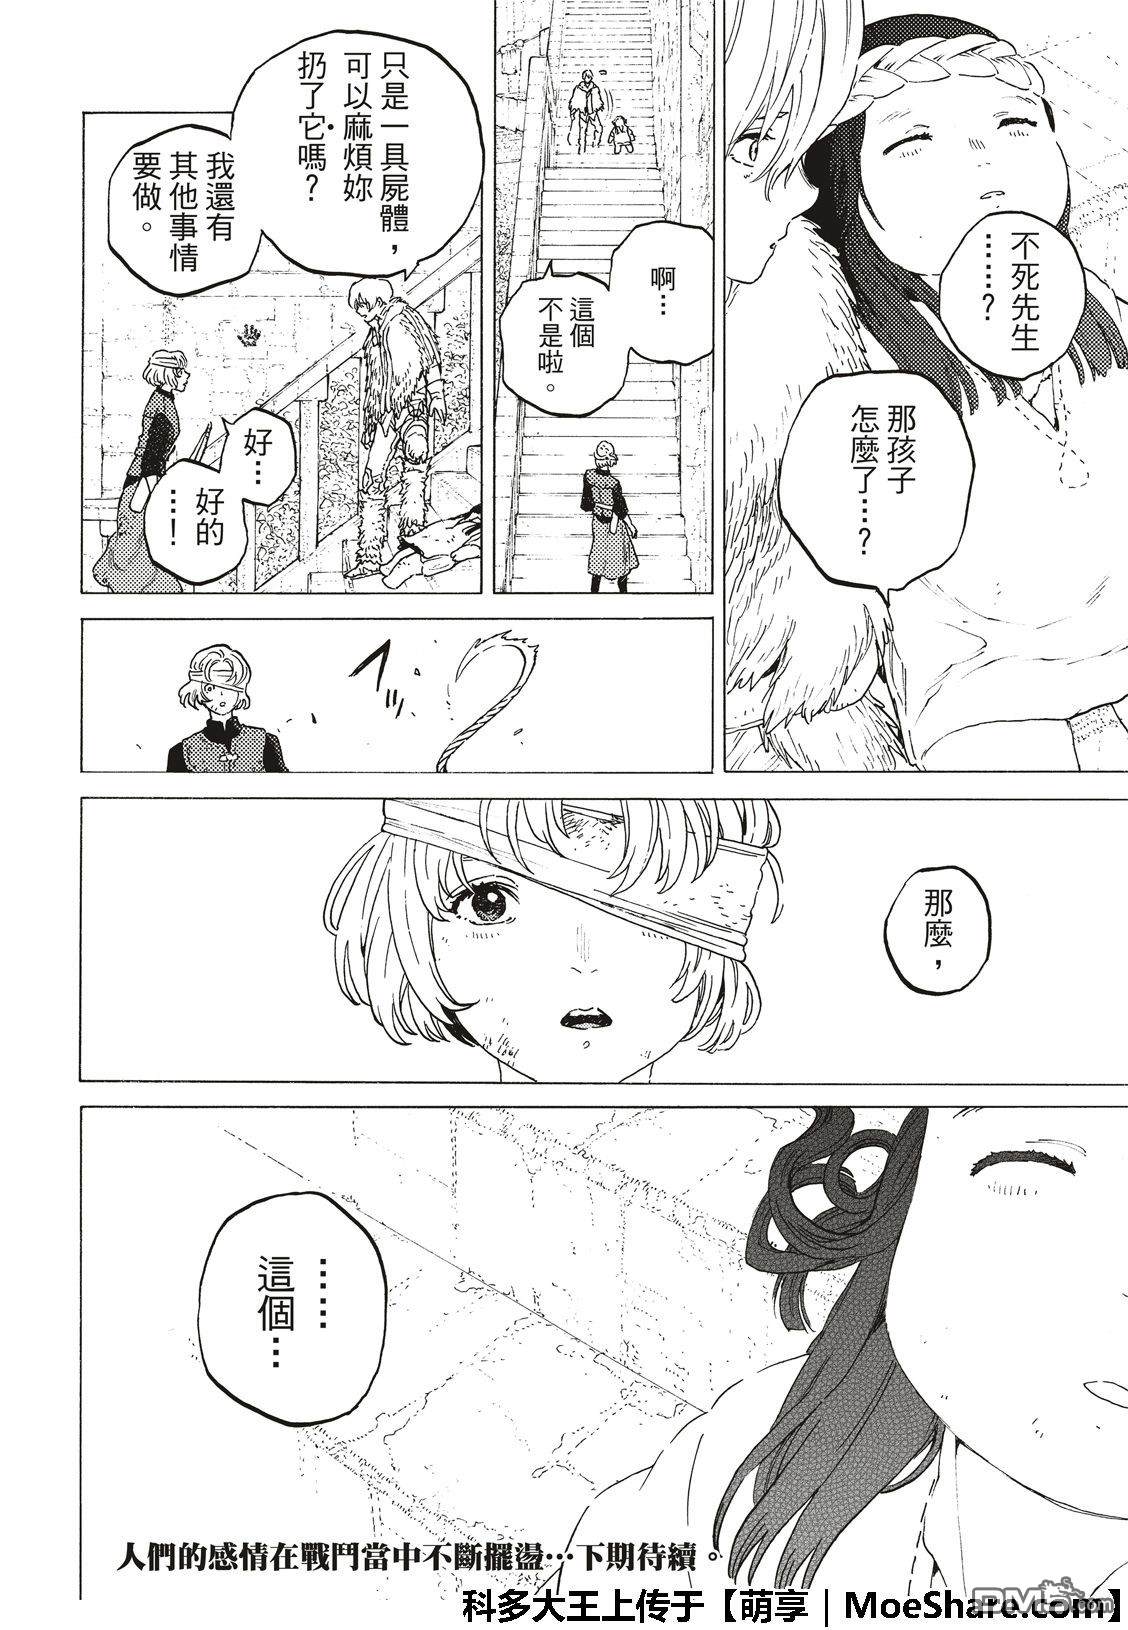 不死先生
……?
那孩子
怎麼了…?
啊…
這個
不是啦。
只是一具屍體，
可以麻煩妳
扔了它嗎?
我還有
其他事情
要做。
好…
好的
…!
那麼，
……
這個…
人們的感情在戰鬥當中不斷擺盪…下期待續。
科多大王上传于【萌享｜MoeShare.com】